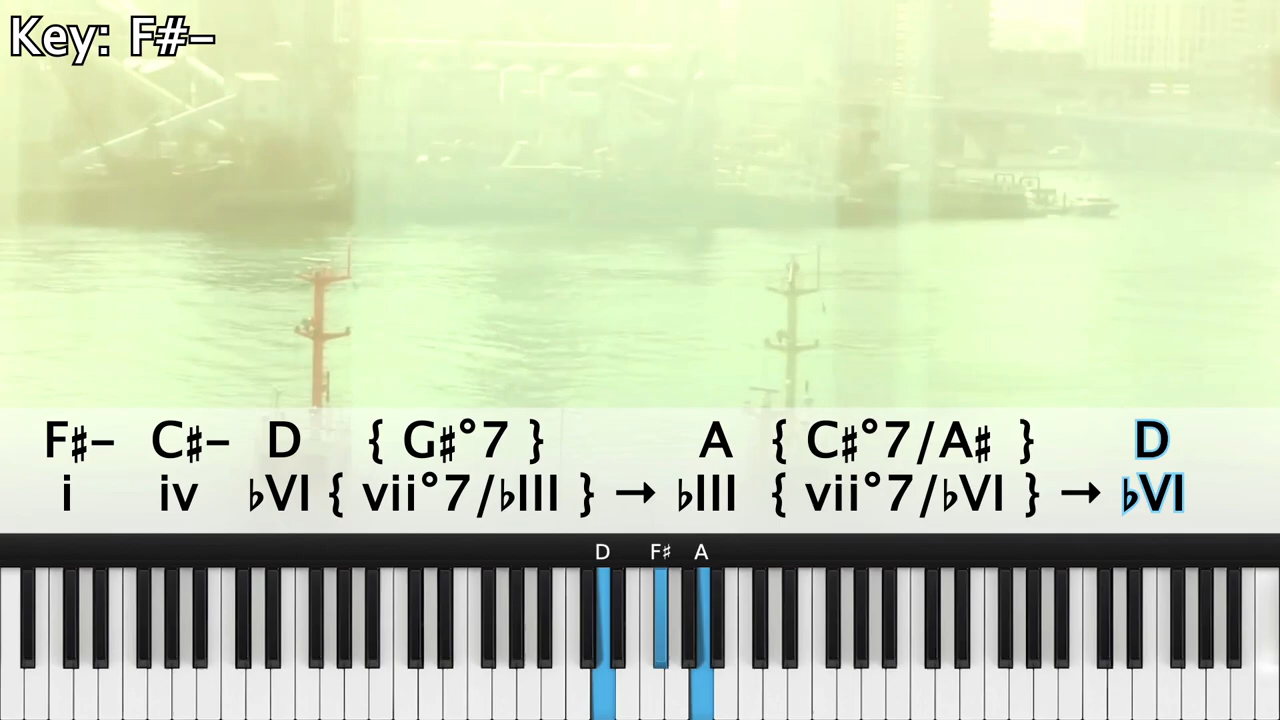 Key: F#–
F♯– C♯– D { G♯°7 } A { C♯°7/A♯ } D
i iv ♭VI { vii°7/♭III } → ♭III { vii°7/♭VI } → ♭VI
D F♯ A